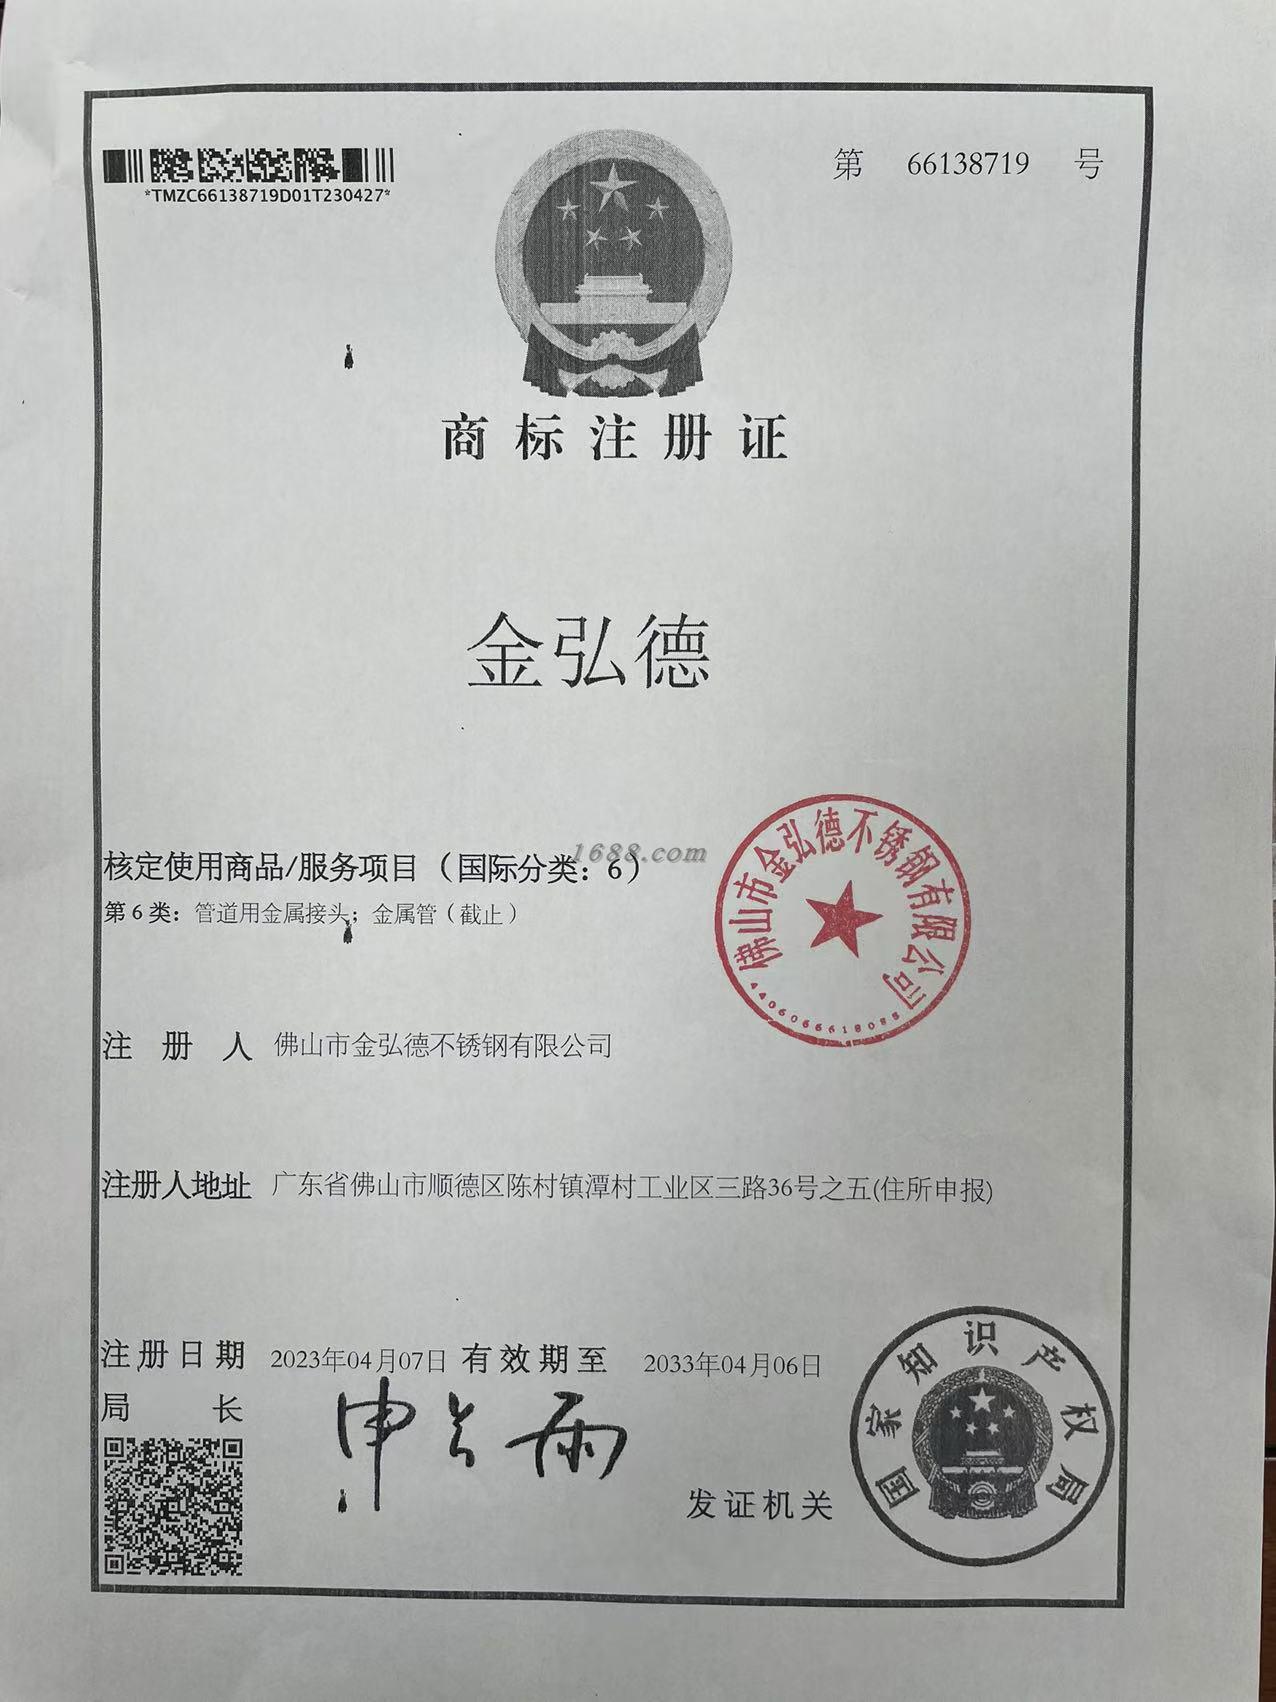 第 66138719 号
*TMZC66138719D01T230427*
商标注册证
金弘德
1688.com
核定使用商品/服务项目（国际分类：6）
第6类：管道用金属接头；金属管（截止）
佛山市金弘德不锈钢有限公司
注册人 佛山市金弘德不锈钢有限公司
注册人地址 广东省佛山市顺德区陈村镇潭村工业区三路36号之五(住所申报)
注册日期 2023年04月07日 有效期至 2033年04月06日
局长 申长雨
发证机关
国家知识产权局